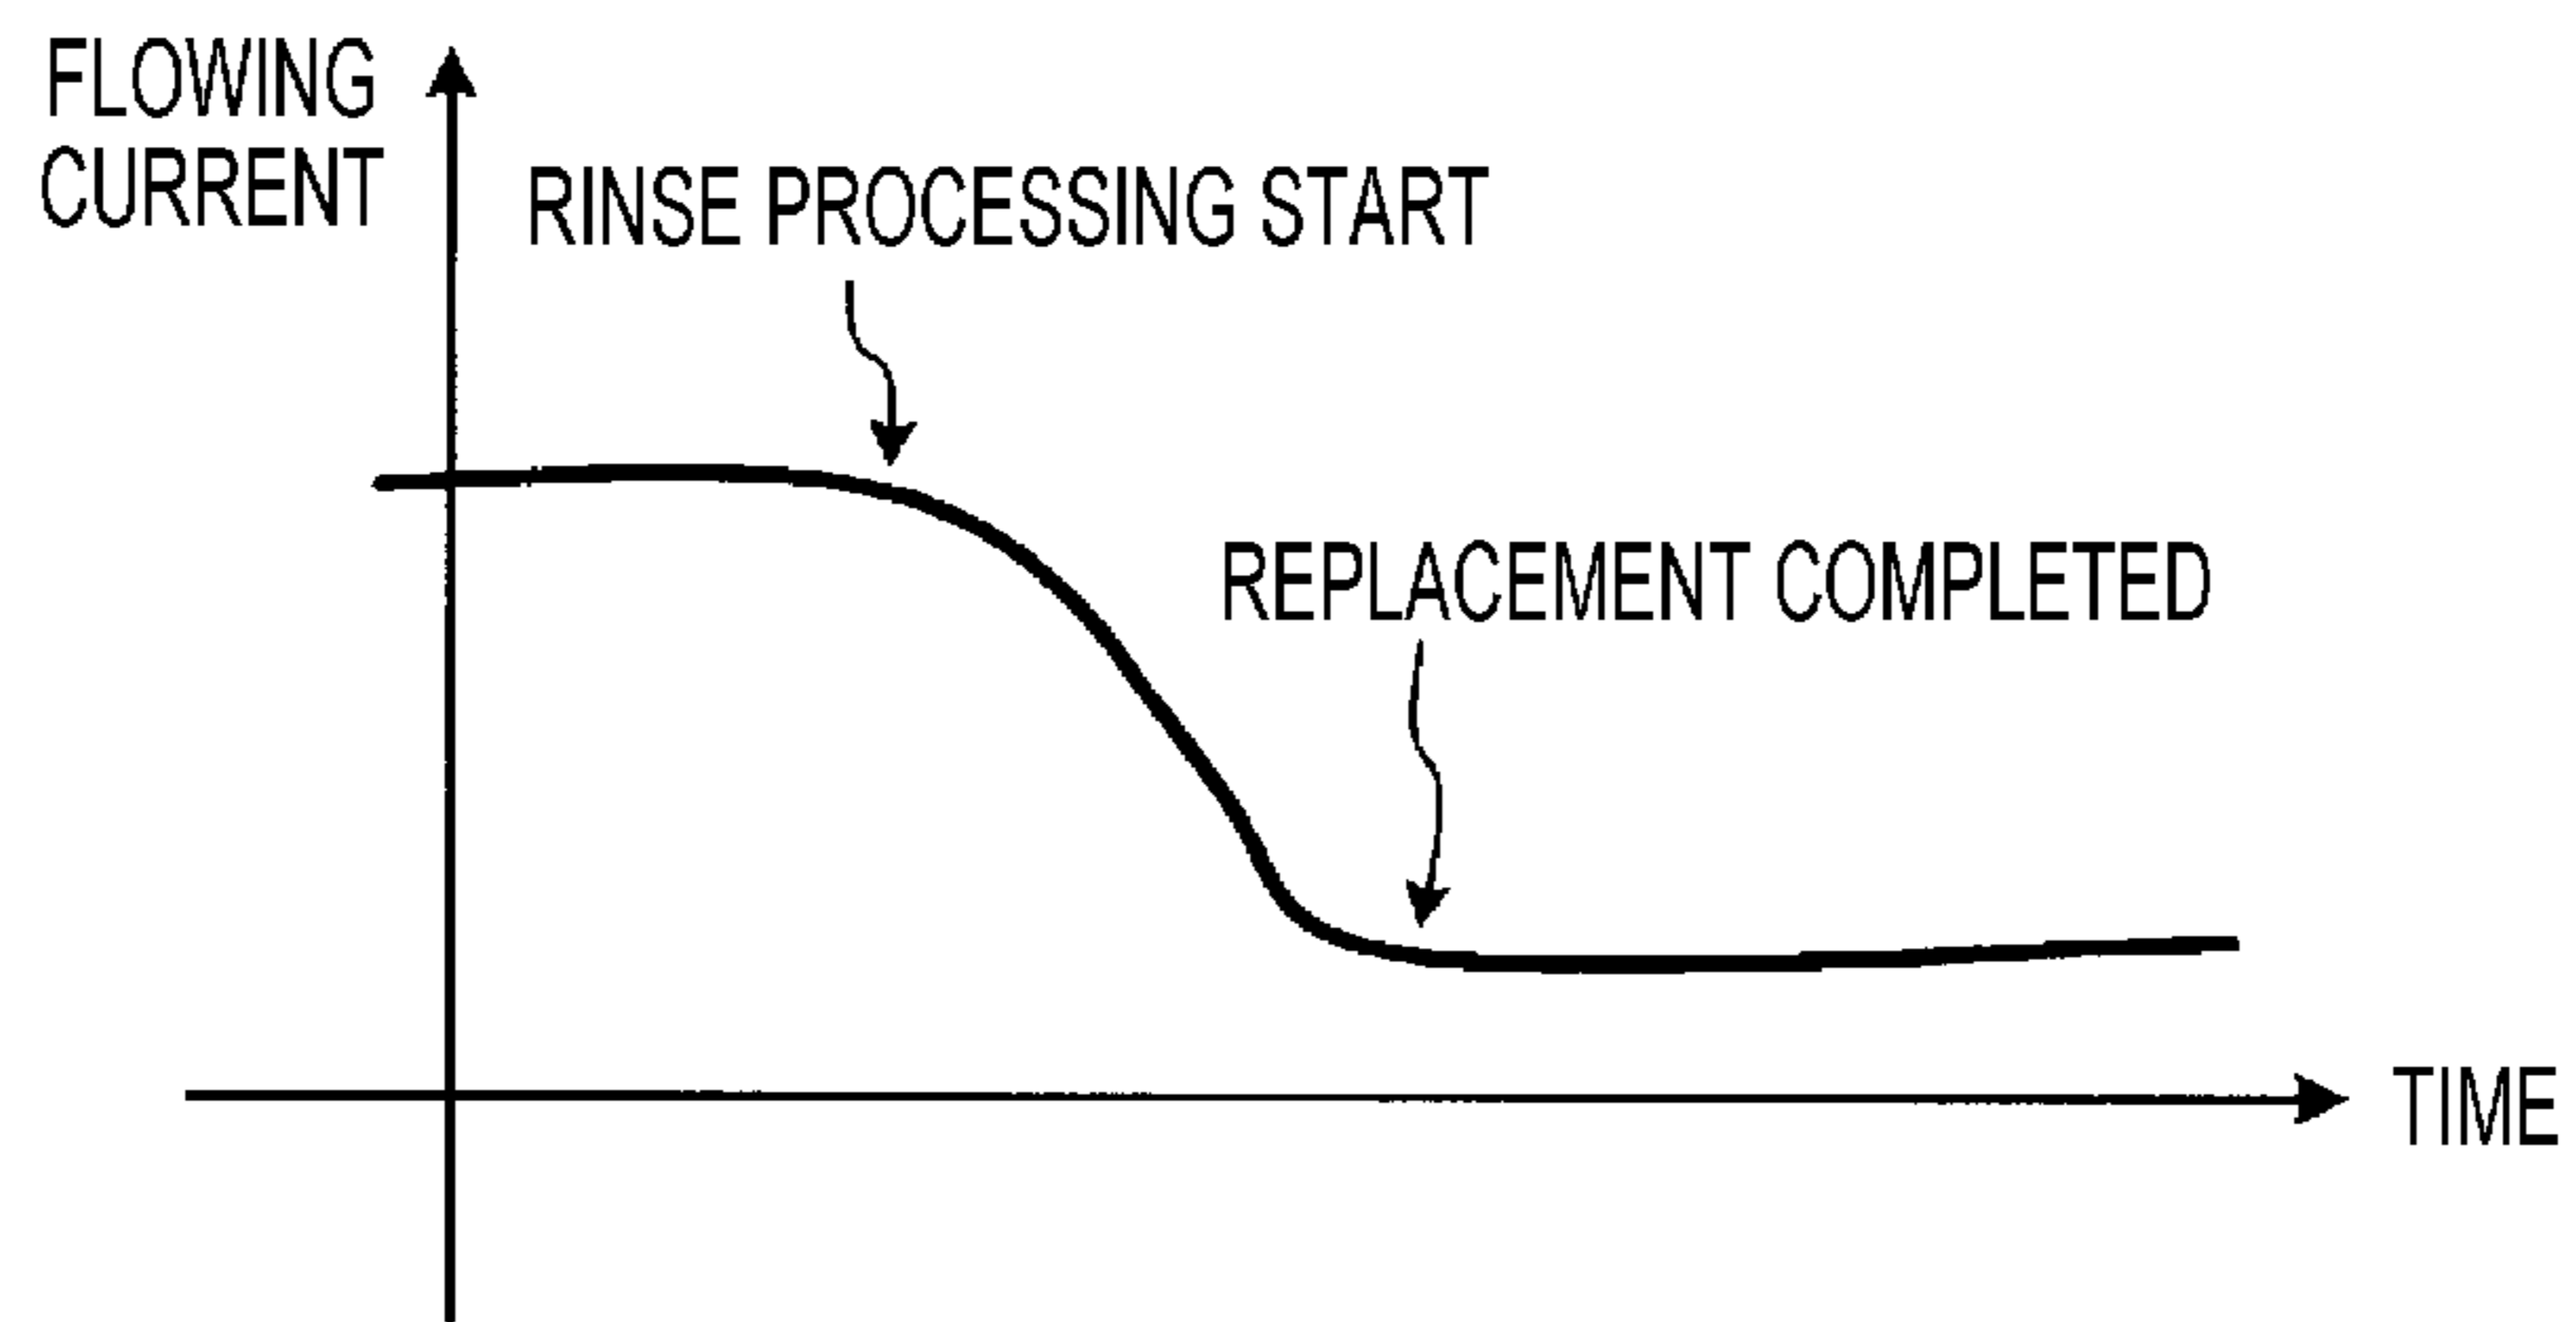 FLOWING
CURRENT
RINSE PROCESSING START
REPLACEMENT COMPLETED
TIME